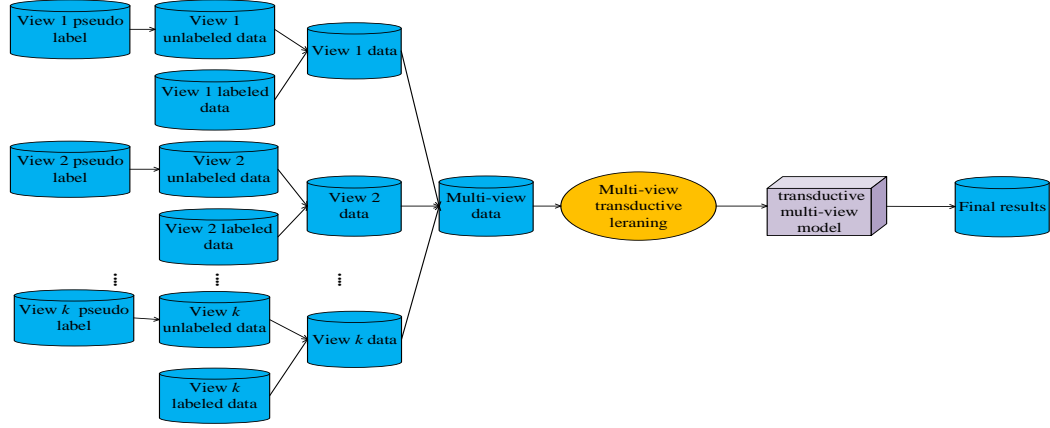 View 1 pseudo
label
View 1
unlabeled data
View 1 labeled
data
View 1 data
View 2 pseudo
label
View 2
unlabeled data
View 2 labeled
data
View 2
data
View k pseudo
label
View k
unlabeled data
View k
labeled data
View k data
Multi-view
data
Multi-view
transductive
leraning
transductive
multi-view
model
Final results